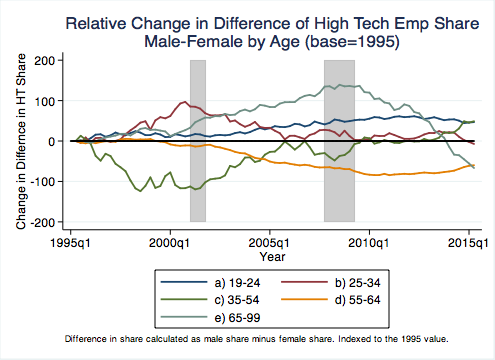 Relative Change in Difference of High Tech Emp Share
Male-Female by Age (base=1995)
Change in Differnce in HT Share
200
100
0
-100
-200
1995q1 2000q1 2005q1 2010q1 2015q1
Year
a) 19-24 b) 25-34
c) 35-54 d) 55-64
e) 65-99
Difference in share calculated as male share minus female share. Indexed to the 1995 value.